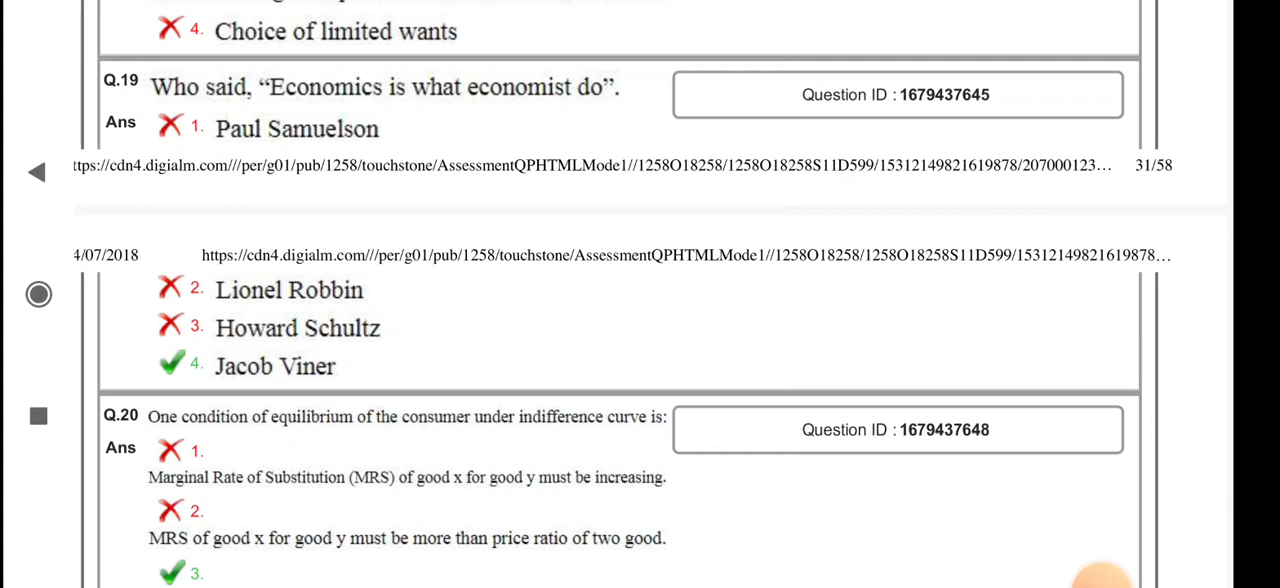 4. Choice of limited wants
Q.19 Who said, “Economics is what economist do”.
Question ID : 1679437645
Ans 1. Paul Samuelson
ttps://cdn4.digialm.com///per/g01/pub/1258/touchstone/AssessmentQPHTMLMode1//1258O18258/1258O18258S11D599/15312149821619878/207000123… 31/58
4/07/2018 https://cdn4.digialm.com///per/g01/pub/1258/touchstone/AssessmentQPHTMLMode1//1258O18258/1258O18258S11D599/15312149821619878…
2. Lionel Robbin
3. Howard Schultz
4. Jacob Viner
Q.20 One condition of equilibrium of the consumer under indifference curve is:
Question ID : 1679437648
Ans 1.
Marginal Rate of Substitution (MRS) of good x for good y must be increasing.
2.
MRS of good x for good y must be more than price ratio of two good.
3.